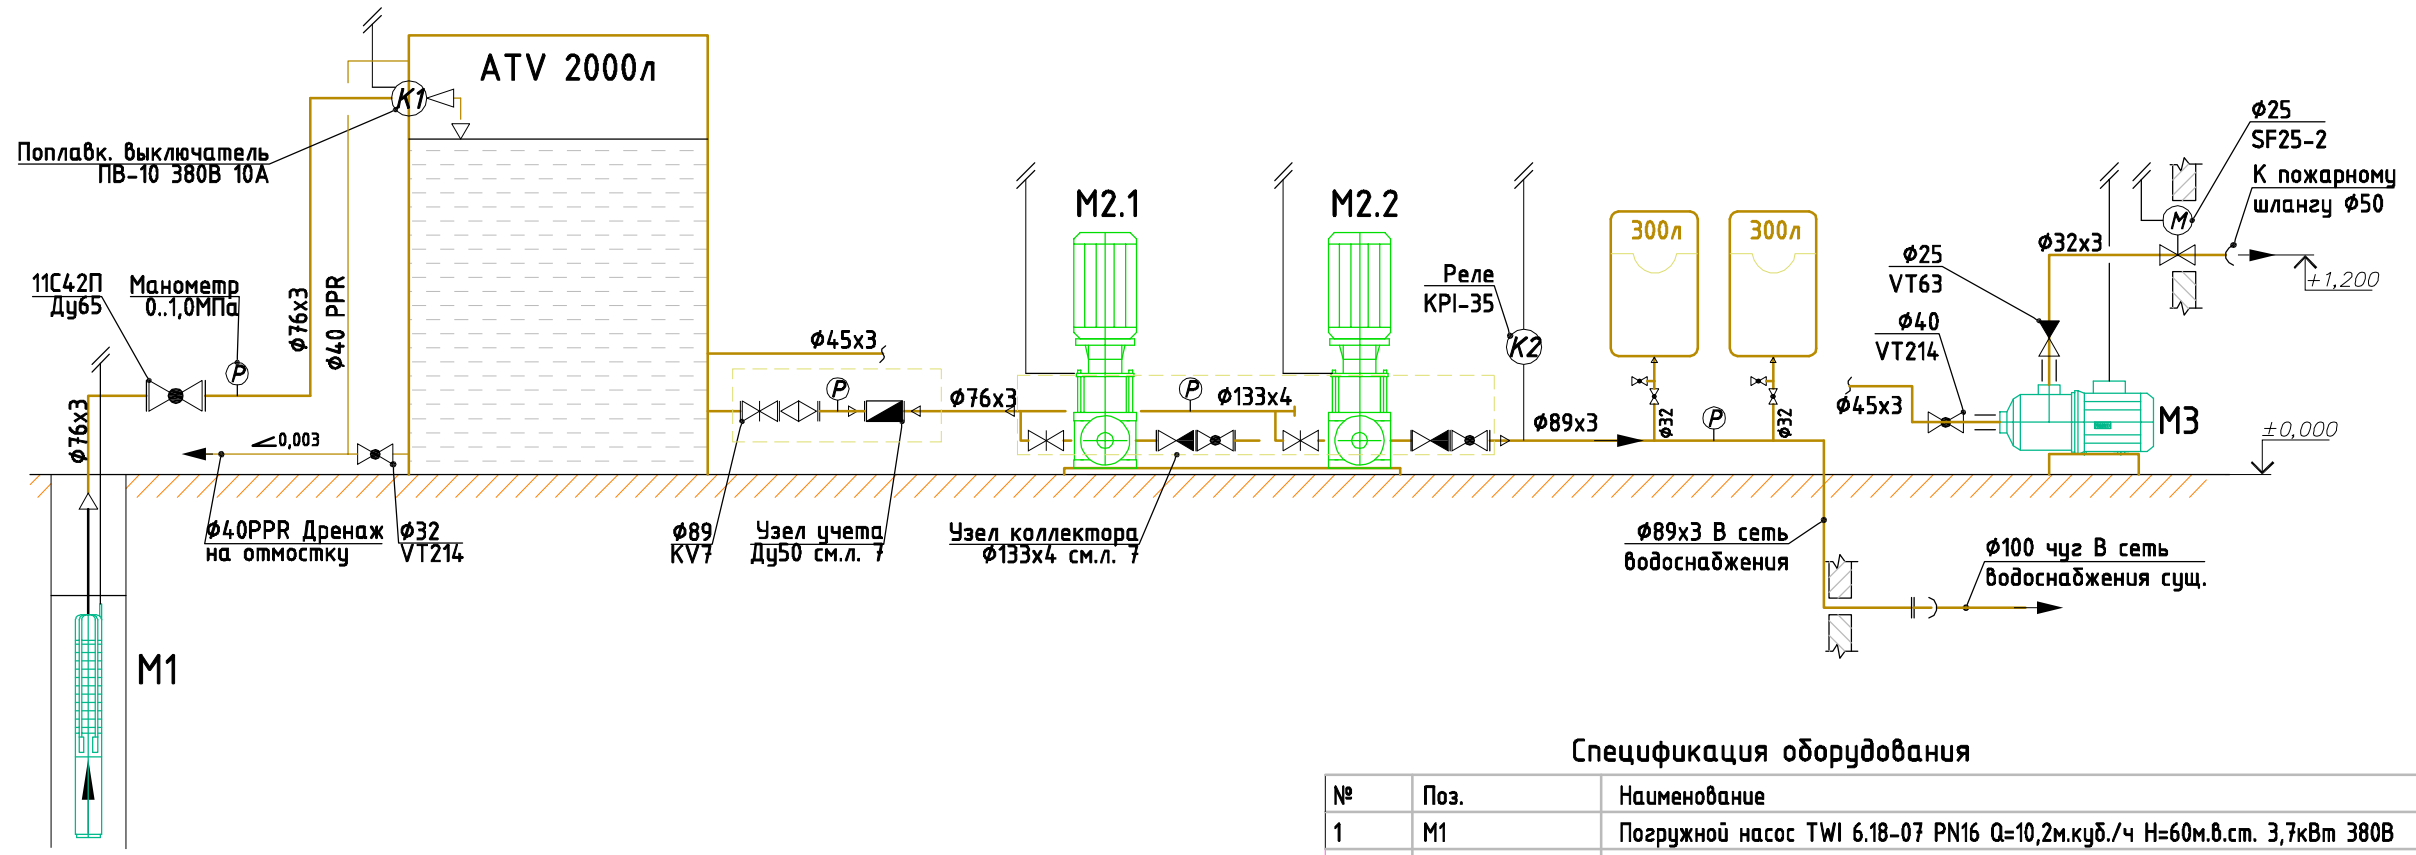 ATV 2000л
K1
Поплавк. выключатель
ПВ-10 380В 10А
11С42П
Ду65
Манометр
0..1,0МПа
P
Ф76х3
Ф76х3
Ф40 PPR
0,003
Ф40PPR Дренаж
на отмостку
Ф32
VT214
М1
Ф45х3
P
Ф89
KV7
Узел учета
Ду50 см.л. 7
Ф76х3
М2.1
P
Ф133х4
Узел коллектора
Ф133х4 см.л. 7
М2.2
Реле
KPI-35
K2
Ф89х3
300л
300л
Ф32
P
Ф32
Ф89х3 В сеть
водоснабжения
Ф100 чуг В сеть
водоснабжения сущ.
Ф25
SF25-2
К пожарному
шлангу Ф50
M
Ф32х3
+1,200
Ф25
VT63
Ф40
VT214
Ф45х3
М3
±0,000
Спецификация оборудования
№ Поз. Наименование
1 М1 Погружной насос TWI 6.18-07 PN16 Q=10,2м.куб./ч H=60м.в.ст. 3,7кВт 380В